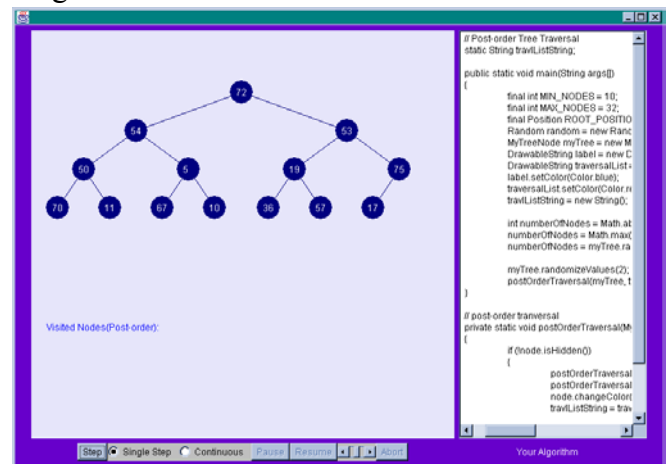 // Post-order Tree Traversal
static String travlListString;
public static void main(String args[])
{
final int MIN_NODES = 10;
final int MAX_NODES = 32;
final Position ROOT_POSITIO
Random random = new Ranc
MyTreeNode myTree = new M
DrawableString label = new D
DrawableString traversalList =
label.setColor(Color.blue);
traversalList.setColor(Color.re
travlListString = new String();
int numberOfNodes = Math.ab
numberOfNodes = Math.max(
numberOfNodes = myTree.ra
myTree.randomizeValues(2);
postOrderTraversal(myTree, t
}
// post-order tranversal
private static void postOrderTraversal(My
{
if (!node.isHidden())
{
postOrderTraversal
postOrderTraversal
node.changeColor(
travlListString = trav
72
54 53
50 5 19 75
70 11 67 10 36 57 17
Visited Nodes(Post-order):
Step Single Step Continuous Pause Resume Abort
Your Algorithm